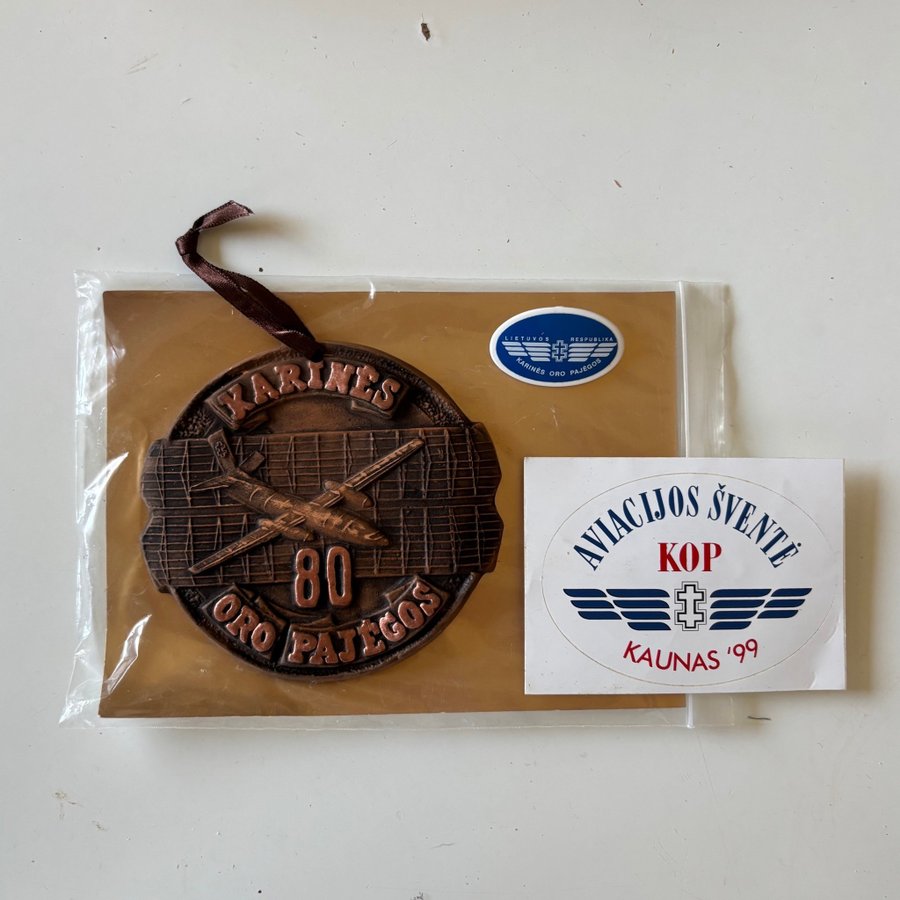 KARINĖS
80
ORO PAJĖGOS
LIETUVOS RESPUBLIKA
KARINĖS ORO PAJĖGOS
AVIACIJOS ŠVENTĖ
KOP
KAUNAS '99